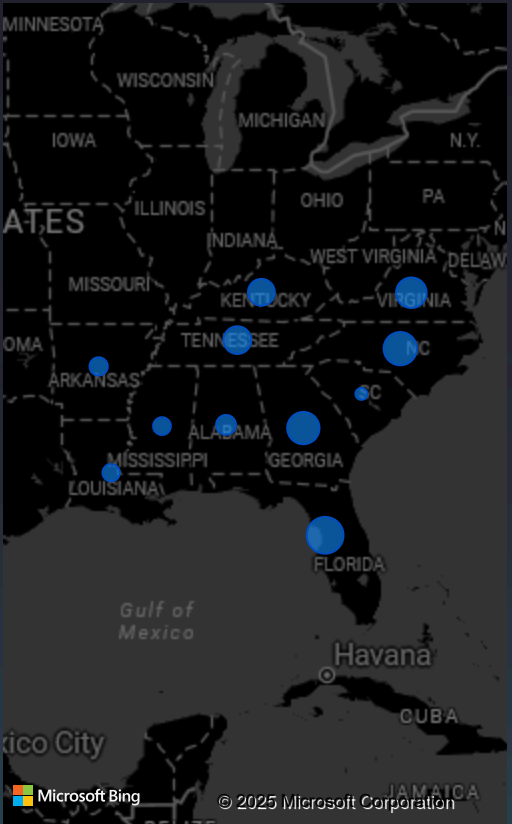 MINNESOTA
WISCONSIN
MICHIGAN
IOWA
N.Y.
ILLINOIS
OHIO
PA
ATES
INDIANA
N
WEST VIRGINIA
DELAW
MISSOURI
KENTUCKY
VIRGINIA
OMA
TENNESSEE
NC
ARKANSAS
SC
ALABAMA
MISSISSIPPI
GEORGIA
LOUISIANA
FLORIDA
Gulf of
Mexico
Havana
CUBA
xico City
JAMAICA
Microsoft Bing
© 2025 Microsoft Corporation
BELIZE